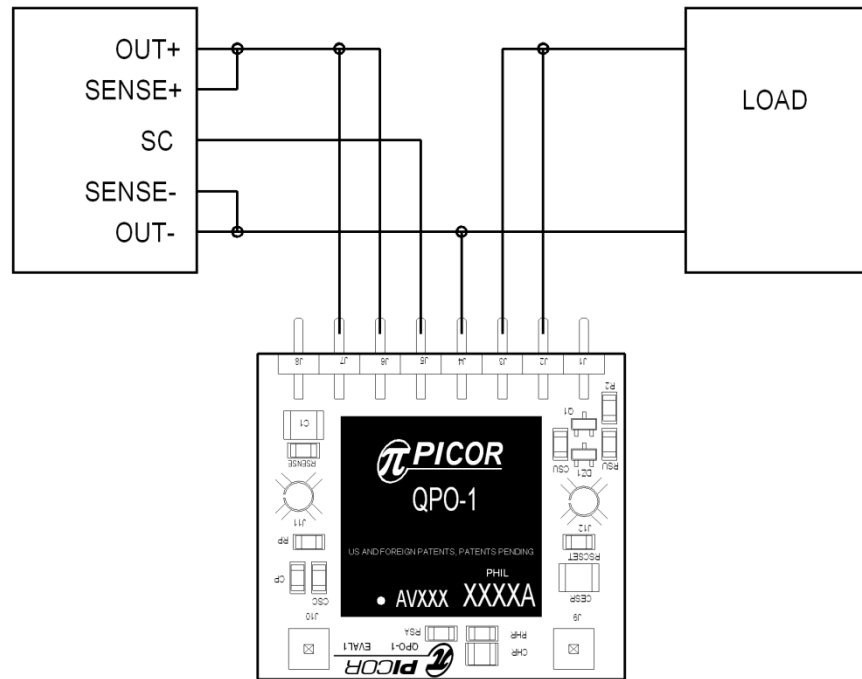 OUT+
SENSE+
SC
SENSE-
OUT-
LOAD
J8
J7
J6
J5
J4
J3
J2
J1
C1
RSENSE
J11
RP
CP
CSC
J10
π PICOR
QPO-1
US AND FOREIGN PATENTS, PATENTS PENDING
PHIL
AVXXX XXXXA
R2
Q1
CSU
DZ1
RSU
J12
RSCSET
CESR
J9
RSA
RHR
CHR
QPO-1 EVAL1
π PICOR